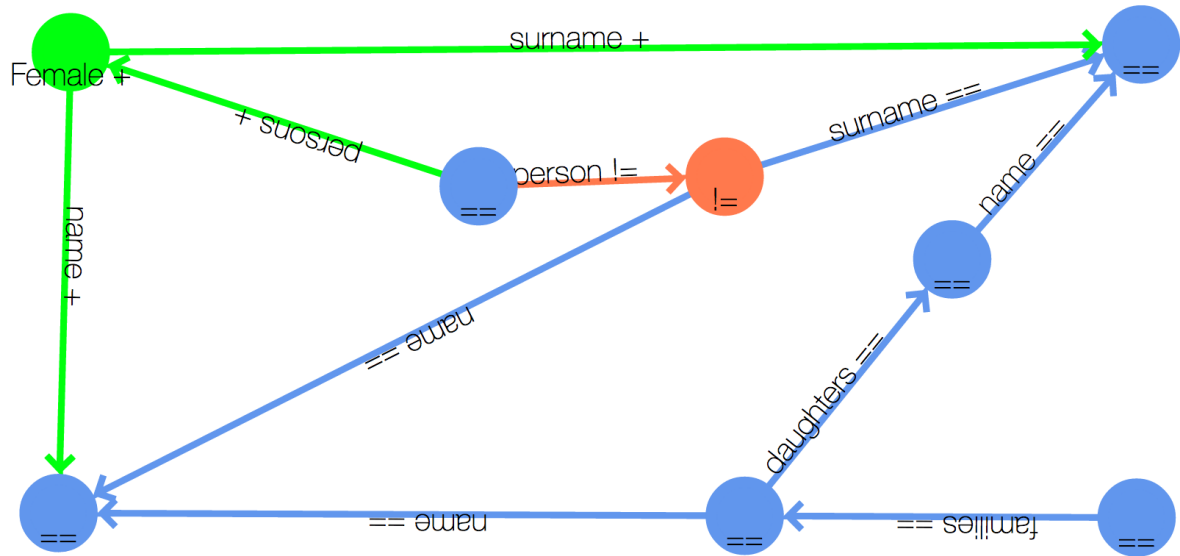 surname +
==
Female +
persons +
surname ==
person !=
name ==
==
!=
name +
==
name ==
daughters ==
name ==
families ==
==
==
==